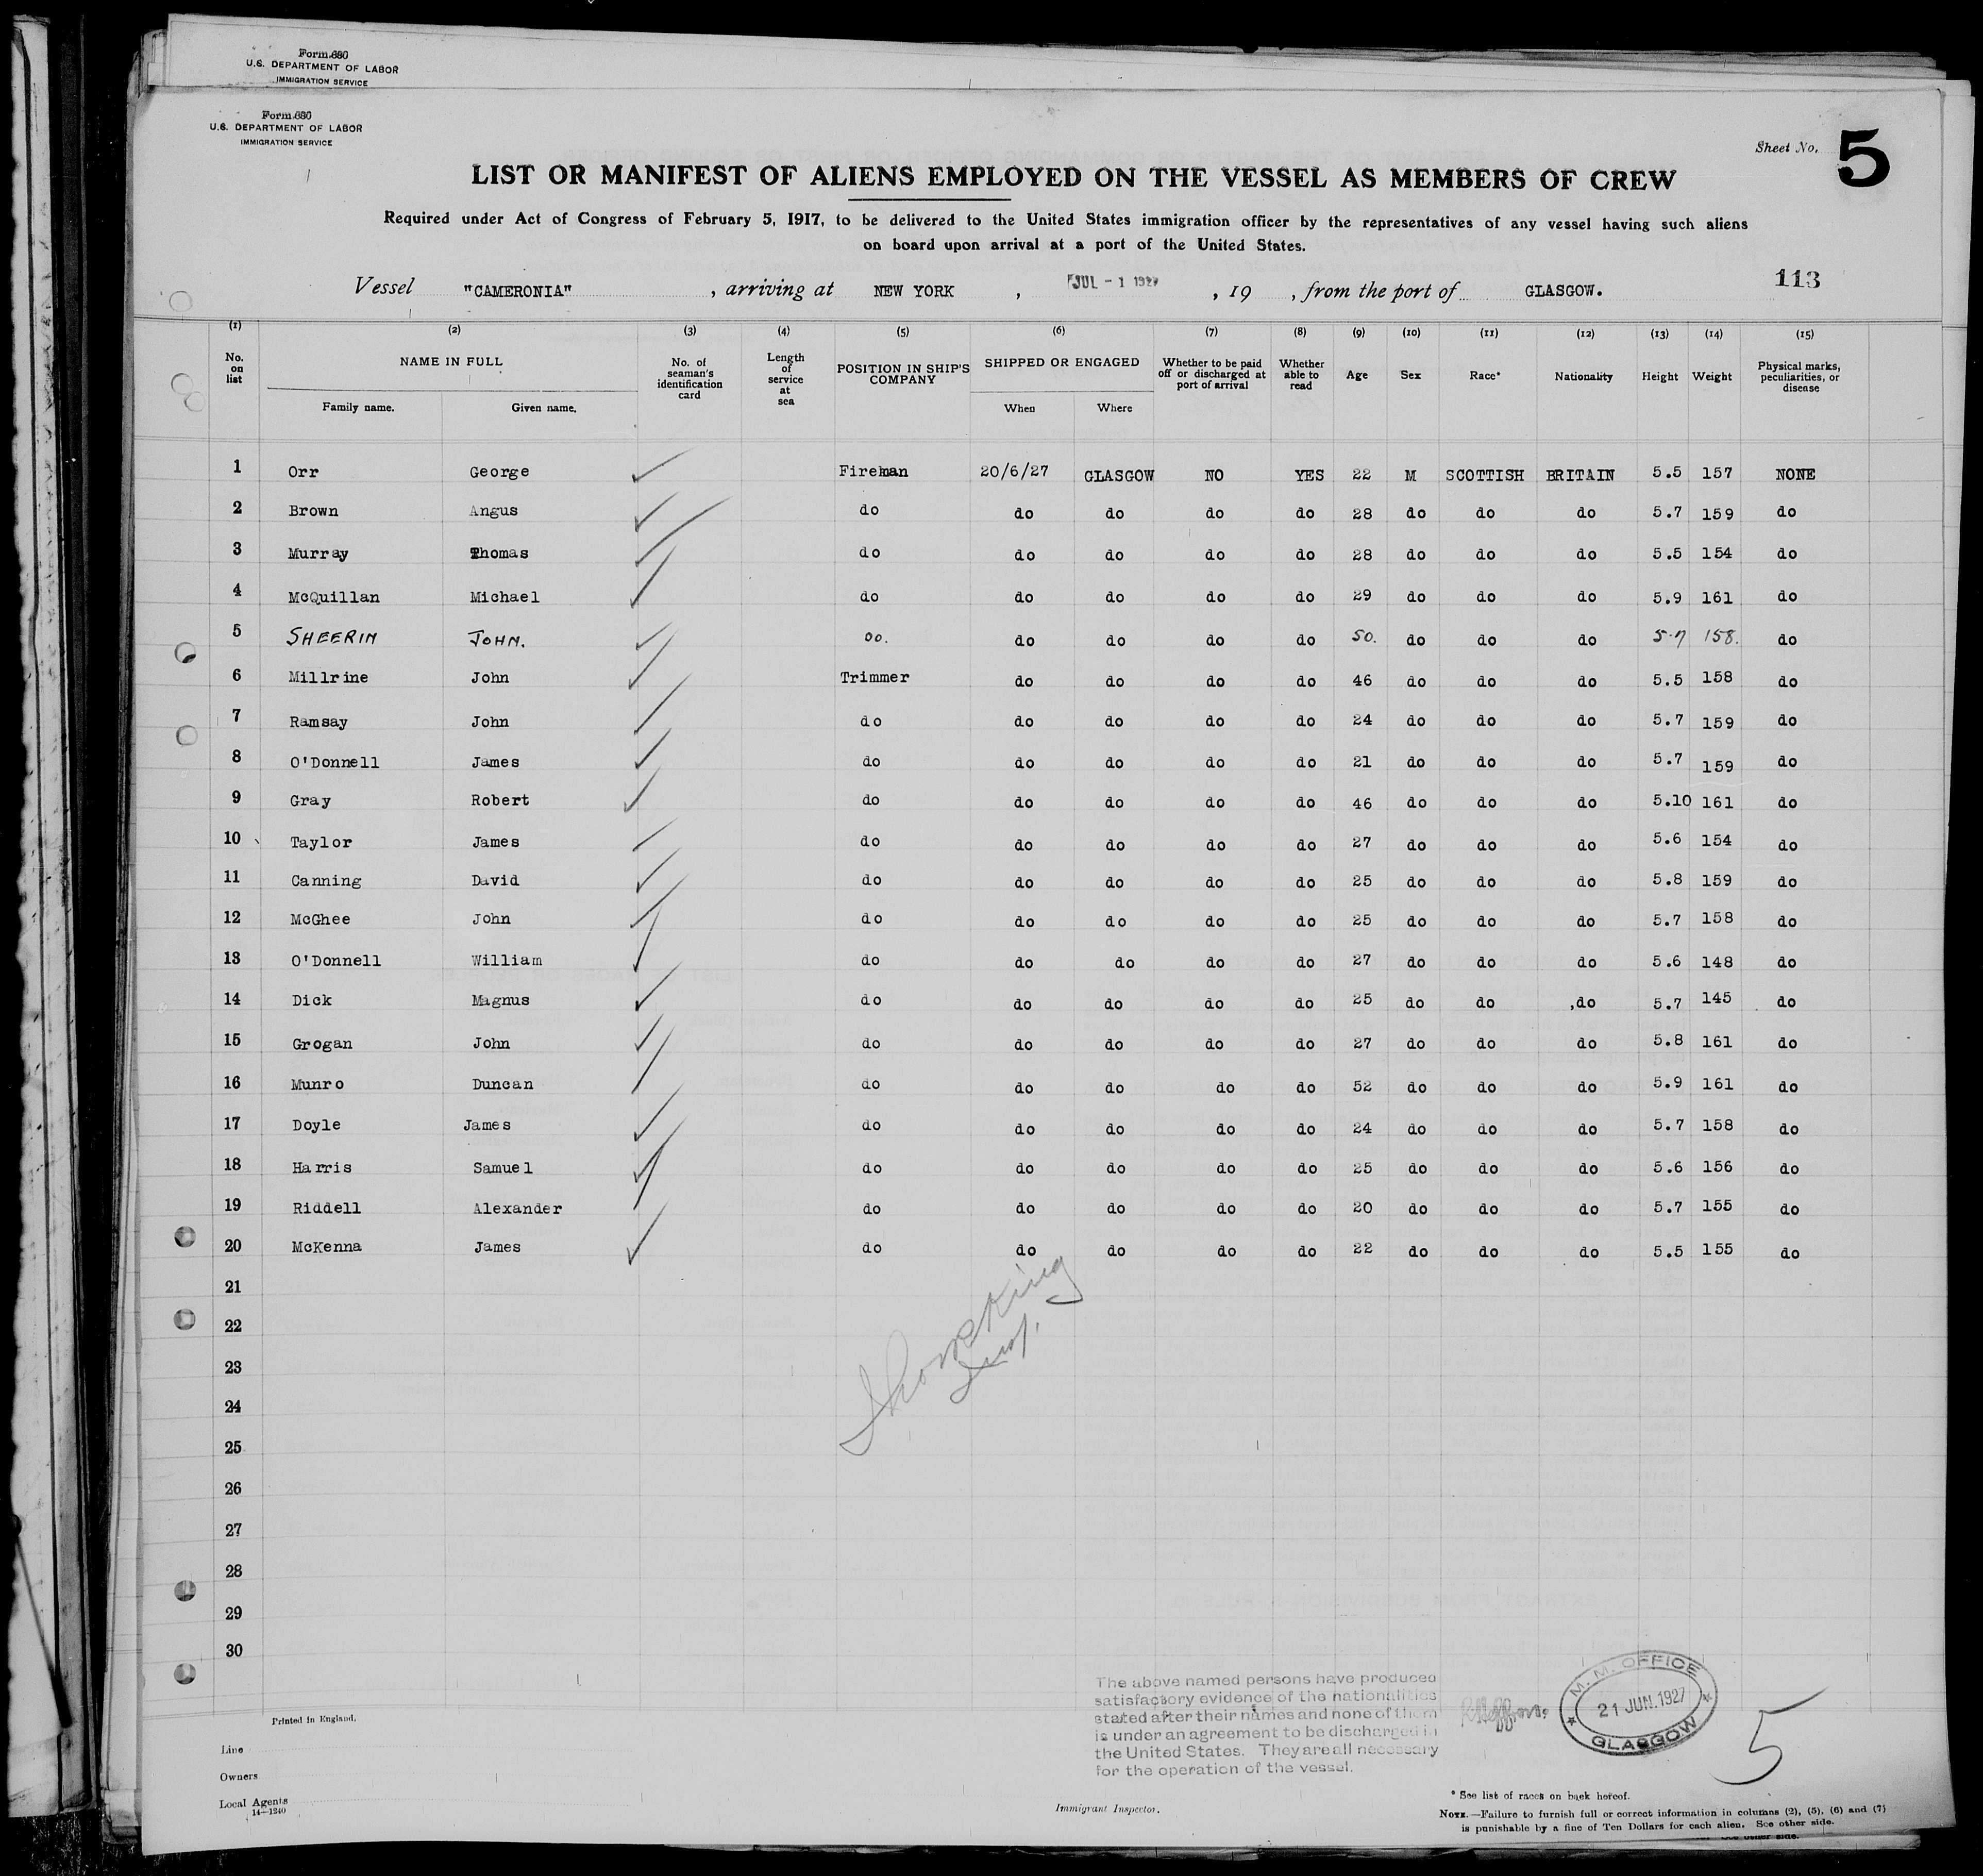 Form 680
U.S. DEPARTMENT OF LABOR
IMMIGRATION SERVICE
Form 680
U.S. DEPARTMENT OF LABOR
IMMIGRATION SERVICE
Sheet No. 5
LIST OR MANIFEST OF ALIENS EMPLOYED ON THE VESSEL AS MEMBERS OF CREW
Required under Act of Congress of February 5, 1917, to be delivered to the United States immigration officer by the representatives of any vessel having such aliens
on board upon arrival at a port of the United States.
113
Vessel "CAMERONIA", arriving at NEW YORK, JUL - 1 1927, 19 , from the port of GLASGOW.
(1) (2) (3) (4) (5) (6) (7) (8) (9) (10) (11) (12) (13) (14) (15)
No. on list NAME IN FULL Family name. Given name. No. of seaman's identification card Length of service at sea POSITION IN SHIP'S COMPANY SHIPPED OR ENGAGED When Where Whether to be paid off or discharged at port of arrival Whether able to read Age Sex Race* Nationality Height Weight Physical marks, peculiarities, or disease
1 Orr George Fireman 20/6/27 GLASGOW NO YES 22 M SCOTTISH BRITAIN 5.5 157 NONE
2 Brown Angus do do do do do 28 do do do 5.7 159 do
3 Murray Thomas do do do do do 28 do do do 5.5 154 do
4 McQuillan Michael do do do do do 29 do do do 5.9 161 do
5 SHEERIN JOHN. DO. do do do do 50. do do do 5.7 158. do
6 Millrine John Trimmer do do do do 46 do do do 5.5 158 do
7 Ramsay John do do do do do 24 do do do 5.7 159 do
8 O'Donnell James do do do do do 21 do do do 5.7 159 do
9 Gray Robert do do do do do 46 do do do 5.10 161 do
10 Taylor James do do do do do 27 do do do 5.6 154 do
11 Canning David do do do do do 25 do do do 5.8 159 do
12 McGhee John do do do do do 25 do do do 5.7 158 do
13 O'Donnell William do do do do do 27 do do do 5.6 148 do
14 Dick Magnus do do do do do 25 do do do 5.7 145 do
15 Grogan John do do do do do 27 do do do 5.8 161 do
16 Munro Duncan do do do do do 52 do do do 5.9 161 do
17 Doyle James do do do do do 24 do do do 5.7 158 do
18 Harris Samuel do do do do do 25 do do do 5.6 156 do
19 Riddell Alexander do do do do do 20 do do do 5.7 155 do
20 McKenna James do do do do do 22 do do do 5.5 155 do
21
22
23
24
25
26
27
28
29
30
King
Insp.
The above named persons have produced
satisfactory evidence of the nationalities
stated after their names and none of them
is under an agreement to be discharged in
the United States. They are all necessary
for the operation of the vessel.
M. M. OFFICE
21 JUN. 1927
GLASGOW
5
Printed in England.
Line
Owners
Local Agents
14—1240
Immigrant Inspector.
* See list of races on back hereof.
NOTE.—Failure to furnish full or correct information in columns (2), (5), (6) and (7)
is punishable by a fine of Ten Dollars for each alien. See other side.
See other side.